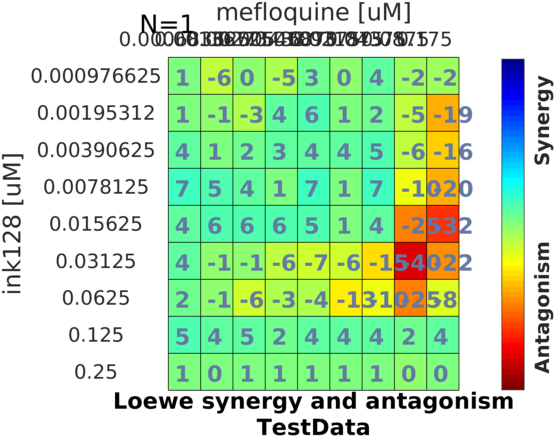 N=1
mefloquine [uM]
0.000976625 1 -6 0 -5 3 0 4 -2 -2
0.00195312 1 -1 -3 4 6 1 2 -5 -19
0.00390625 4 1 2 3 4 4 5 -6 -16
0.0078125 7 5 4 1 7 1 7 -10 -20
0.015625 4 6 6 6 5 1 4
0.03125 4 -1 -1 -6 -7 -6
0.0625 2 -1 -6 -3 -4
0.125 5 4 5 2 4 4 4 2 4
0.25 1 0 1 1 1 1 1 0 0
ink128 [uM]
Synergy
Antagonism
Loewe synergy and antagonism
TestData